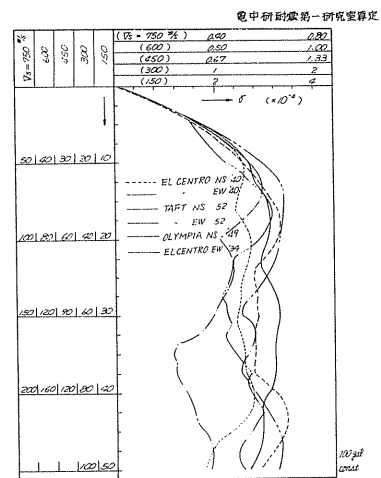 電中研耐震第一研究室算定
(Vs = 750 m/s) 0.40 0.80
(600) 0.50 1.00
(450) 0.67 1.33
(300) 1 2
(150) 2 4
Vs=750 m/s 600 450 300 150
γ (×10⁻⁴)
50 40 30 20 10
EL CENTRO NS '40
〃 EW '40
TAFT NS '52
〃 EW '52
OLYMPIA NS '49
EL CENTRO EW '34
100 80 60 40 20
150 120 90 60 30
200 160 120 80 40
100 50
100 gal
const